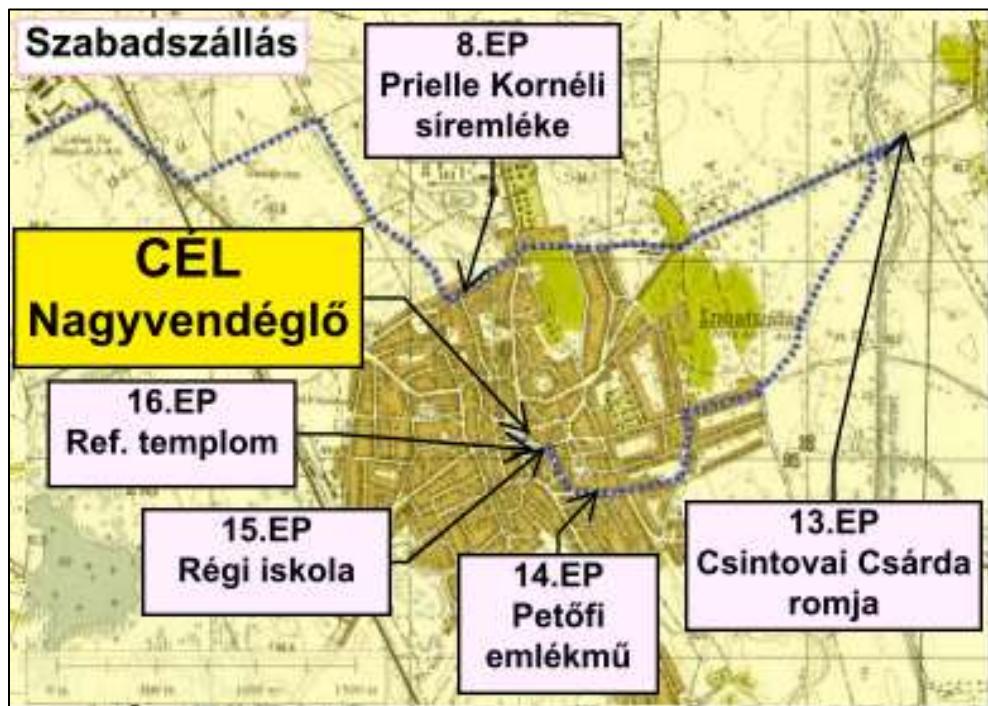 Szabadszállás
8.EP
Prielle Kornéli
síremléke
CÉL
Nagyvendéglő
16.EP
Ref. templom
15.EP
Régi iskola
14.EP
Petőfi
emlékmű
13.EP
Csintovai Csárda
romja
Szabadszállás